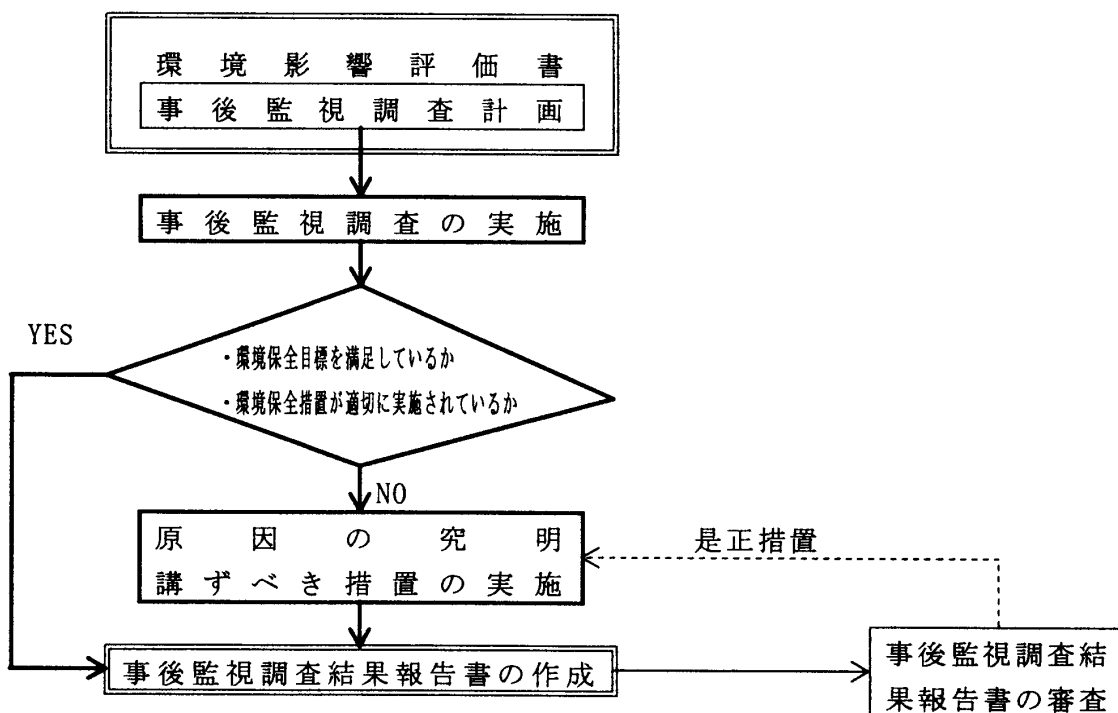 環境影響評価書
事後監視調査計画
事後監視調査の実施
YES
・環境保全目標を満足しているか
・環境保全措置が適切に実施されているか
NO
原因の究明
講ずべき措置の実施
是正措置
事後監視調査結果報告書の作成
事後監視調査結
果報告書の審査